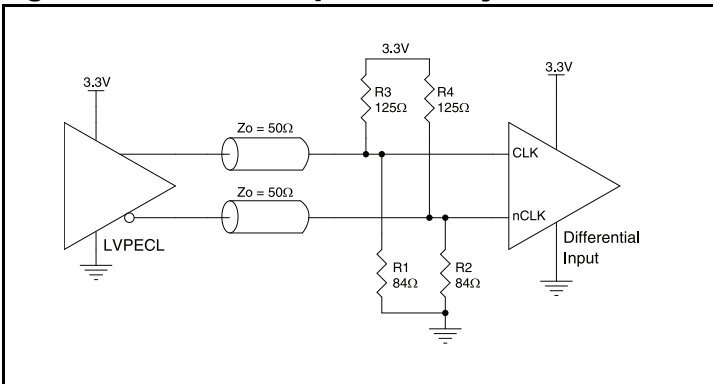 3.3V
3.3V
3.3V
R3
125Ω
R4
125Ω
Zo = 50Ω
CLK
Zo = 50Ω
nCLK
LVPECL
Differential
Input
R1
84Ω
R2
84Ω